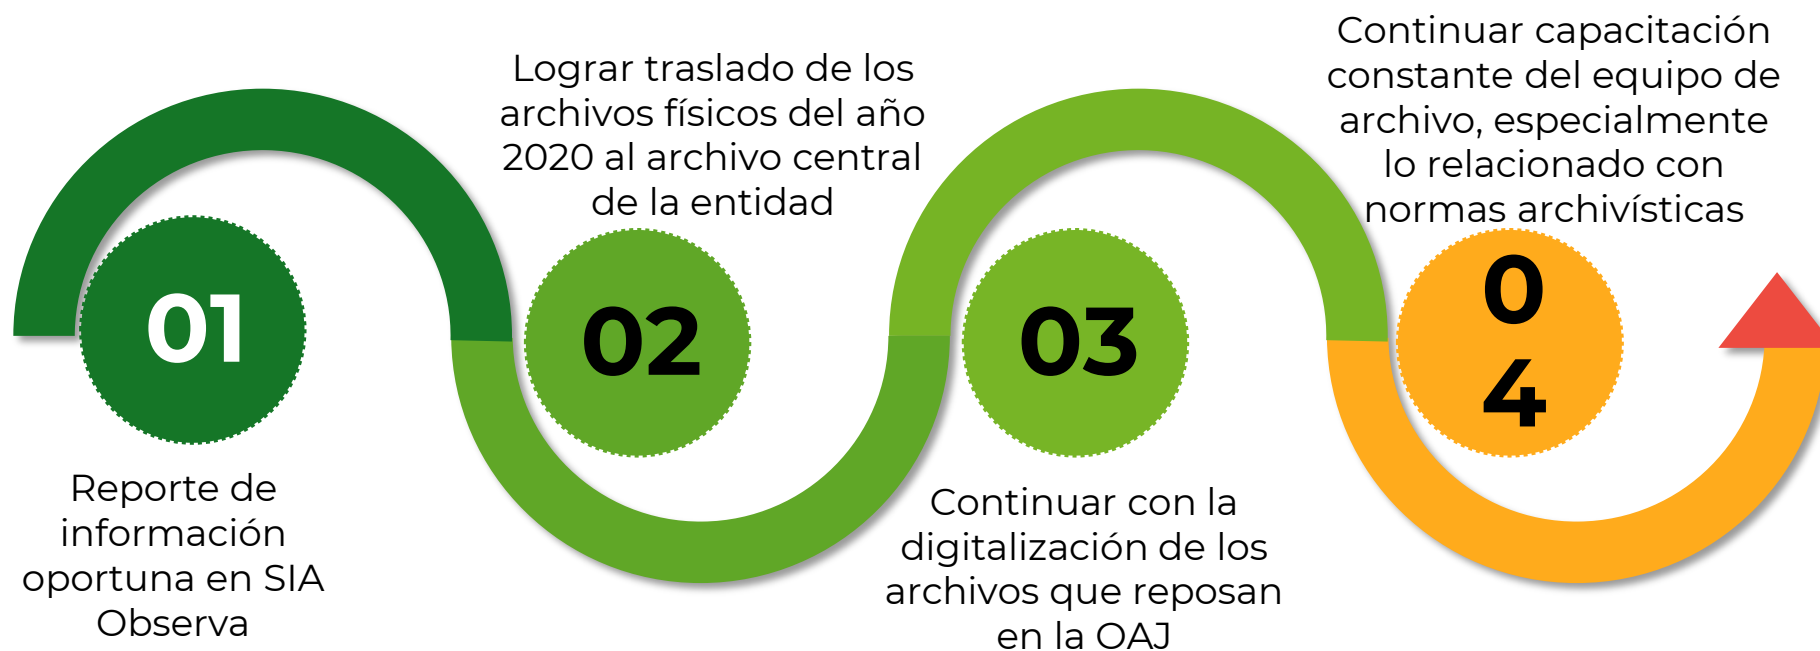 01
Reporte de
información
oportuna en SIA
Observa
Lograr traslado de los
archivos físicos del año
2020 al archivo central
de la entidad
02
03
Continuar con la
digitalización de los
archivos que reposan
en la OAJ
Continuar capacitación
constante del equipo de
archivo, especialmente
lo relacionado con
normas archivísticas
0
4